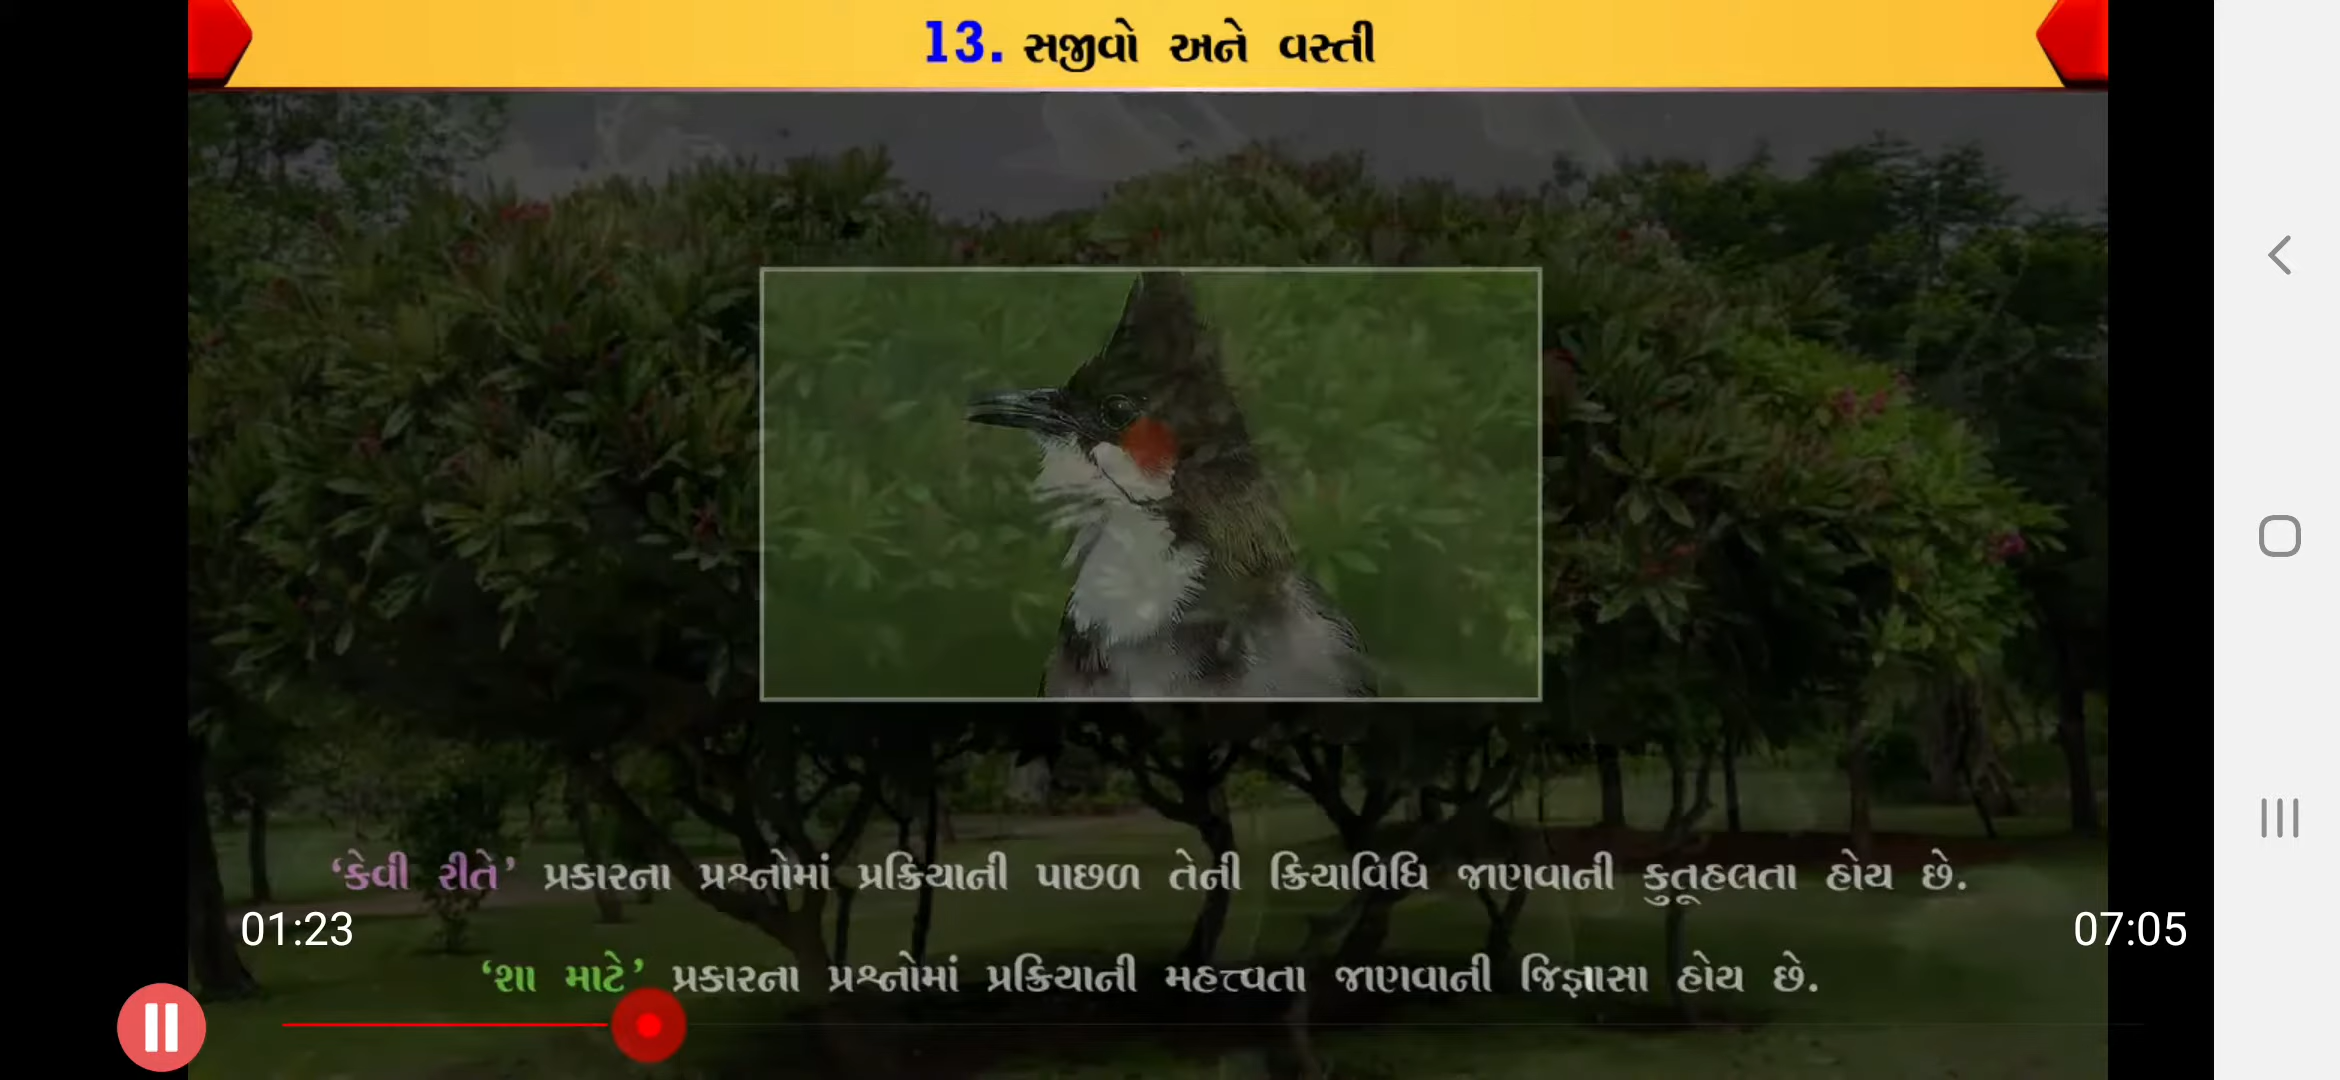 13. સજીવો અને વસ્તી
‘કેવી રીતે’ પ્રકારના પ્રશ્નોમાં પ્રક્રિયાની પાછળ તેની ક્રિયાવિધિ જાણવાની કુતૂહલતા હોય છે.
01:23
07:05
‘શા માટે’ પ્રકારના પ્રશ્નોમાં પ્રક્રિયાની મહત્ત્વતા જાણવાની જિજ્ઞાસા હોય છે.